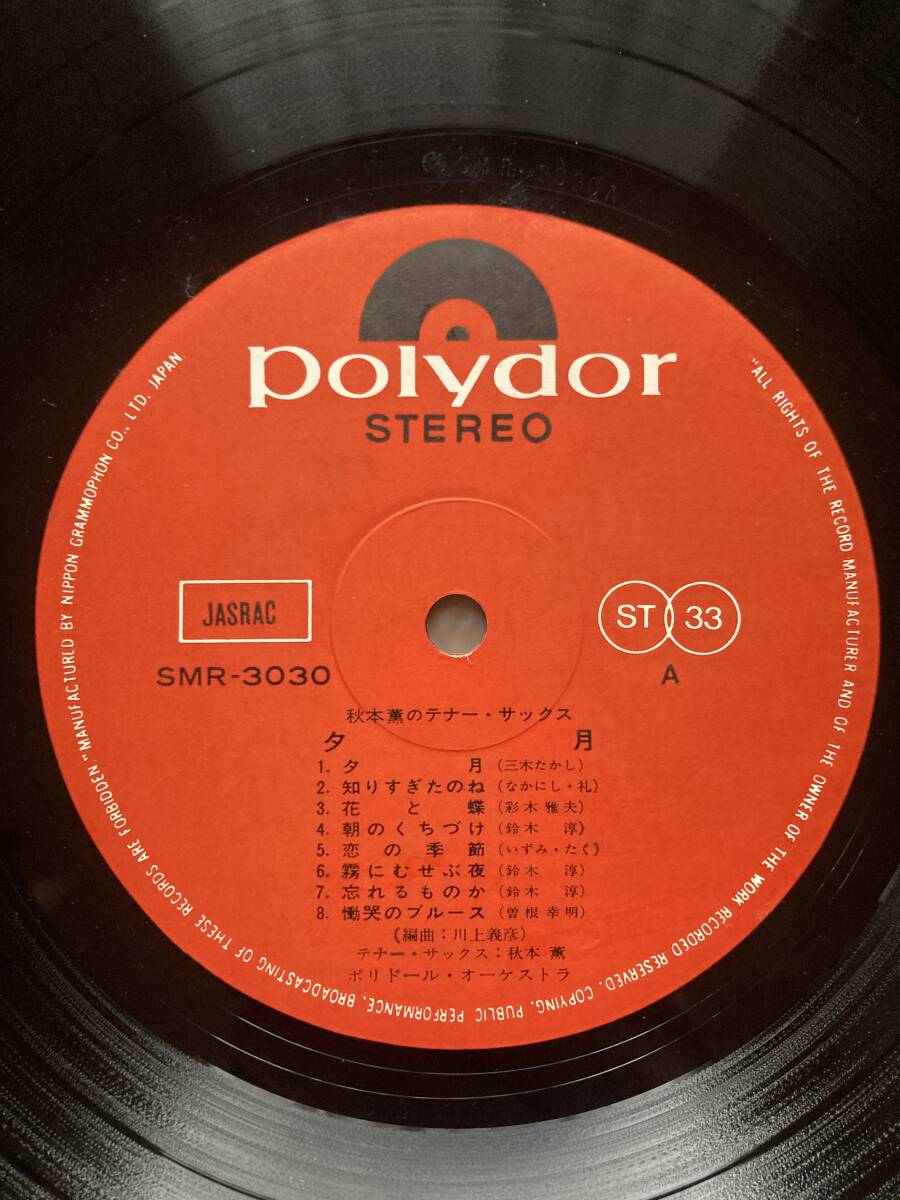 SMR-3030A
polydor
STEREO
JASRAC
ST 33
SMR-3030
A
秋本薫のテナー・サックス
夕 月
1. 夕 月 (三木たかし)
2. 知りすぎたのね (なかにし・礼)
3. 花と蝶 (彩木雅夫)
4. 朝のくちづけ (鈴木 淳)
5. 恋の季節 (いずみ・たく)
6. 霧にむせぶ夜 (鈴木 淳)
7. 忘れるものか (鈴木 淳)
8. 慟哭のブルース (曽根幸明)
(編曲：川上義彦)
テナー・サックス：秋本 薫
ポリドール・オーケストラ
"ALL RIGHTS OF THE RECORD MANUFACTURER AND OF THE OWNER OF THE WORK RECORDED RESERVED. COPYING. PUBLIC PERFORMANCE. BROADCASTING OF THESE RECORDS ARE FORBIDDEN." MANUFACTURED BY NIPPON GRAMMOPHON CO., LTD. JAPAN.